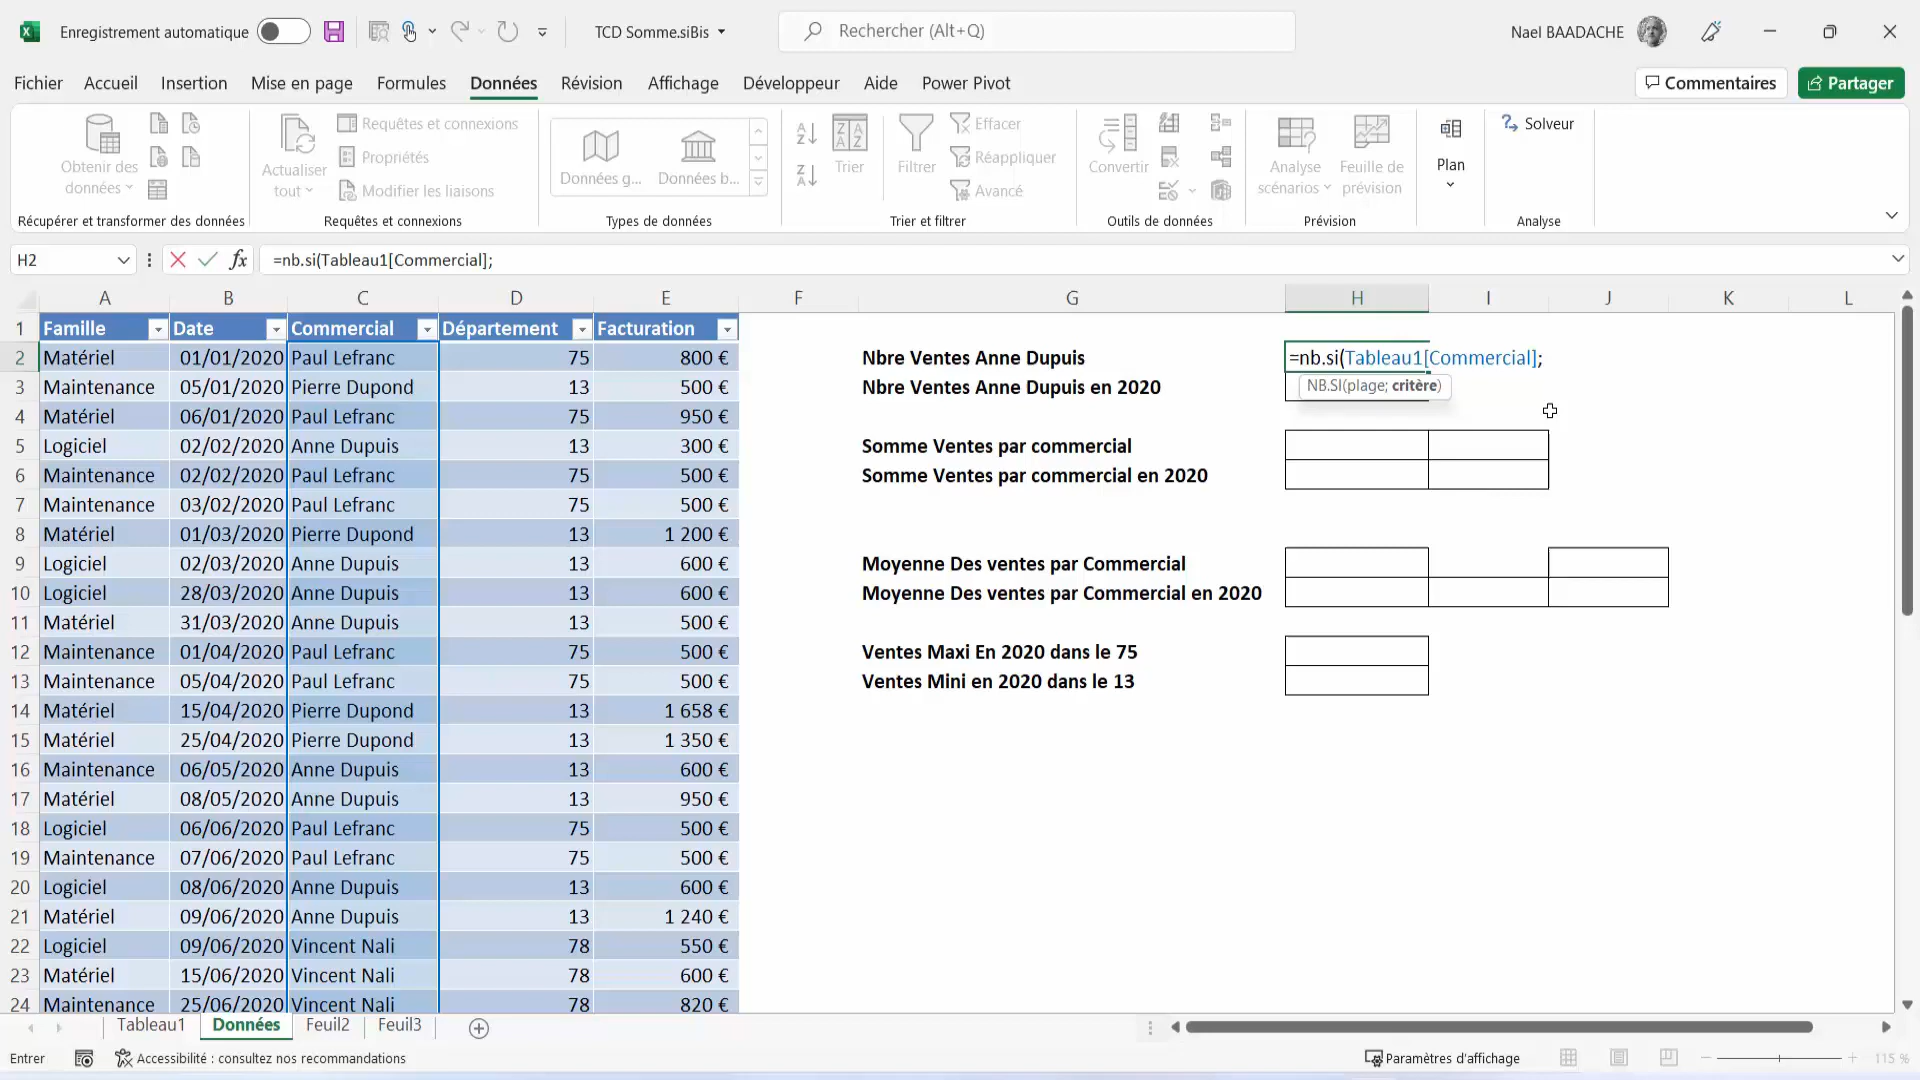 Enregistrement automatique
TCD Somme.siBis
Rechercher (Alt+Q)
Nael BAADACHE
Fichier Accueil Insertion Mise en page Formules Données Révision Affichage Développeur Aide Power Pivot
Commentaires Partager
Obtenir des données
Récupérer et transformer des données
Actualiser tout
Requêtes et connexions
Propriétés
Modifier les liaisons
Requêtes et connexions
Données g... Données b...
Types de données
Trier
Filtrer
Effacer
Réappliquer
Avancé
Trier et filtrer
Convertir
Outils de données
Analyse scénarios
Feuille de prévision
Prévision
Plan
Solveur
Analyse
H2 fx =nb.si(Tableau1[Commercial];
A B C D E F G H I J K L
1 Famille Date Commercial Département Facturation
2 Matériel 01/01/2020 Paul Lefranc 75 800 € Nbre Ventes Anne Dupuis =nb.si(Tableau1[Commercial];
3 Maintenance 05/01/2020 Pierre Dupond 13 500 € Nbre Ventes Anne Dupuis en 2020 NB.SI(plage; critère)
4 Matériel 06/01/2020 Paul Lefranc 75 950 €
5 Logiciel 02/02/2020 Anne Dupuis 13 300 € Somme Ventes par commercial
6 Maintenance 02/02/2020 Paul Lefranc 75 500 € Somme Ventes par commercial en 2020
7 Maintenance 03/02/2020 Paul Lefranc 75 500 €
8 Matériel 01/03/2020 Pierre Dupond 13 1 200 €
9 Logiciel 02/03/2020 Anne Dupuis 13 600 € Moyenne Des ventes par Commercial
10 Logiciel 28/03/2020 Anne Dupuis 13 600 € Moyenne Des ventes par Commercial en 2020
11 Matériel 31/03/2020 Anne Dupuis 13 500 €
12 Maintenance 01/04/2020 Paul Lefranc 75 500 € Ventes Maxi En 2020 dans le 75
13 Maintenance 05/04/2020 Paul Lefranc 75 500 € Ventes Mini en 2020 dans le 13
14 Matériel 15/04/2020 Pierre Dupond 13 1 658 €
15 Matériel 25/04/2020 Pierre Dupond 13 1 350 €
16 Maintenance 06/05/2020 Anne Dupuis 13 600 €
17 Matériel 08/05/2020 Anne Dupuis 13 950 €
18 Logiciel 06/06/2020 Paul Lefranc 75 500 €
19 Maintenance 07/06/2020 Paul Lefranc 75 500 €
20 Logiciel 08/06/2020 Anne Dupuis 13 600 €
21 Matériel 09/06/2020 Anne Dupuis 13 1 240 €
22 Logiciel 09/06/2020 Vincent Nali 78 550 €
23 Matériel 15/06/2020 Vincent Nali 78 600 €
24 Maintenance 25/06/2020 Vincent Nali 78 820 €
Tableau1 Données Feuil2 Feuil3
Entrer Accessibilité : consultez nos recommandations Paramètres d'affichage 115 %